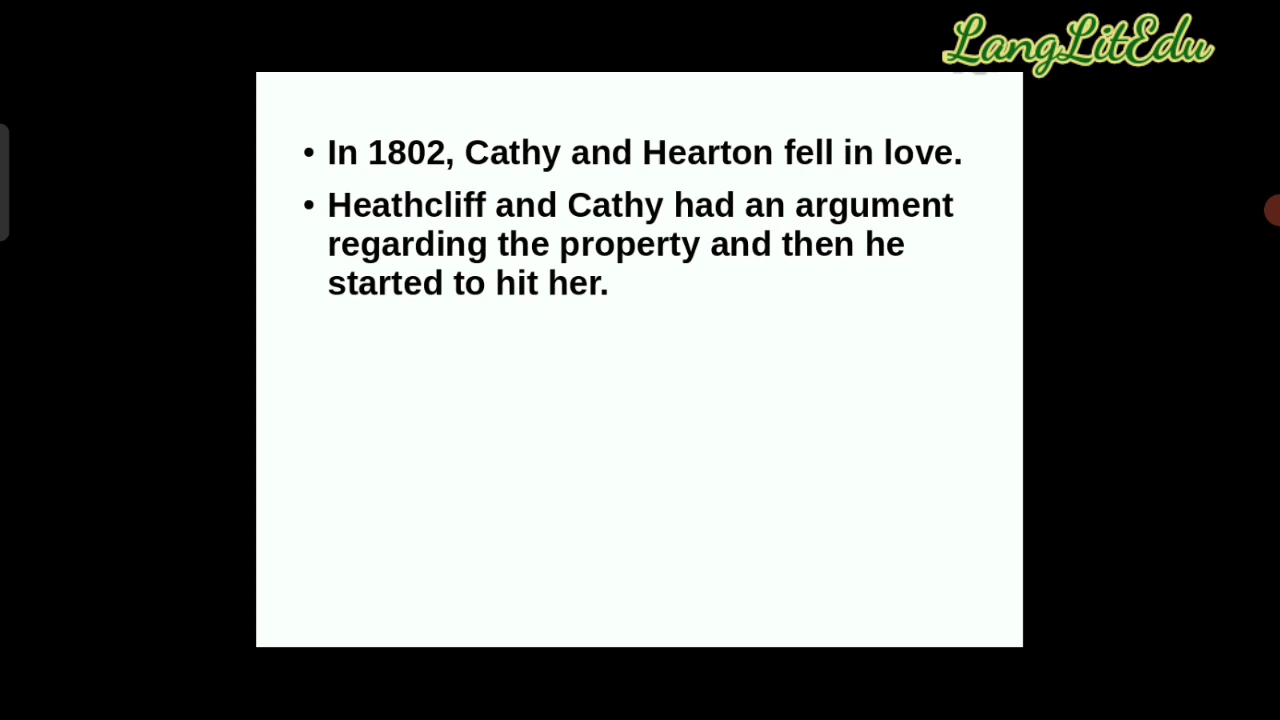 LangLitEdu
• In 1802, Cathy and Hearton fell in love.
• Heathcliff and Cathy had an argument
regarding the property and then he
started to hit her.